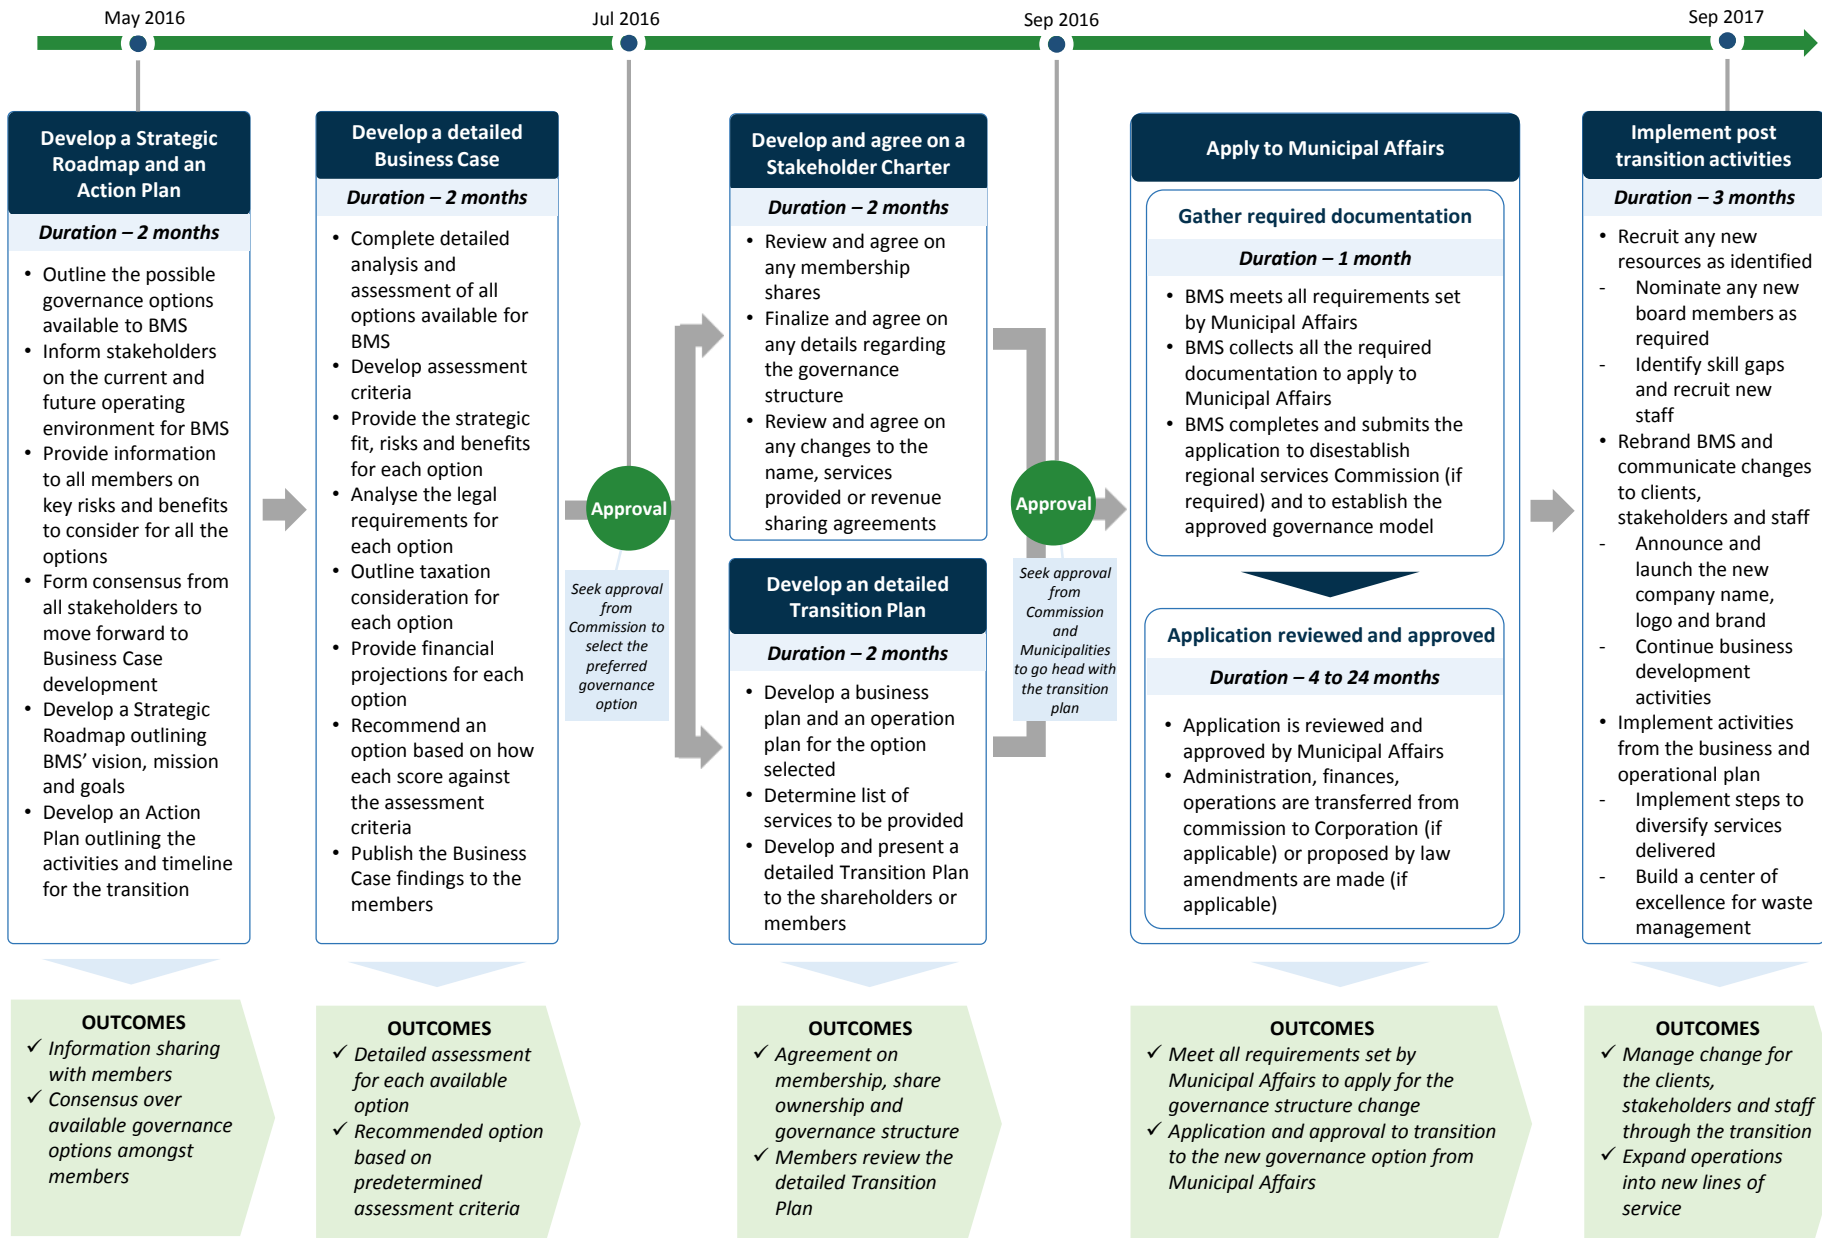 May 2016
Jul 2016
Sep 2016
Sep 2017
Develop a Strategic
Roadmap and an
Action Plan
Duration – 2 months
• Outline the possible
governance options
available to BMS
• Inform stakeholders
on the current and
future operating
environment for BMS
• Provide information
to all members on
key risks and benefits
to consider for all the
options
• Form consensus from
all stakeholders to
move forward to
Business Case
development
• Develop a Strategic
Roadmap outlining
BMS’ vision, mission
and goals
• Develop an Action
Plan outlining the
activities and timeline
for the transition
Develop a detailed
Business Case
Duration – 2 months
• Complete detailed
analysis and
assessment of all
options available for
BMS
• Develop assessment
criteria
• Provide the strategic
fit, risks and benefits
for each option
• Analyse the legal
requirements for
each option
• Outline taxation
consideration for
each option
• Provide financial
projections for each
option
• Recommend an
option based on how
each score against
the assessment
criteria
• Publish the Business
Case findings to the
members
Approval
Seek approval
from
Commission to
select the
preferred
governance
option
Develop and agree on a
Stakeholder Charter
Duration – 2 months
• Review and agree on
any membership
shares
• Finalize and agree on
any details regarding
the governance
structure
• Review and agree on
any changes to the
name, services
provided or revenue
sharing agreements
Develop an detailed
Transition Plan
Duration – 2 months
• Develop a business
plan and an operation
plan for the option
selected
• Determine list of
services to be provided
• Develop and present a
detailed Transition Plan
to the shareholders or
members
Approval
Seek approval
from
Commission
and
Municipalities
to go head with
the transition
plan
Apply to Municipal Affairs
Gather required documentation
Duration – 1 month
• BMS meets all requirements set
by Municipal Affairs
• BMS collects all the required
documentation to apply to
Municipal Affairs
• BMS completes and submits the
application to disestablish
regional services Commission (if
required) and to establish the
approved governance model
Application reviewed and approved
Duration – 4 to 24 months
• Application is reviewed and
approved by Municipal Affairs
• Administration, finances,
operations are transferred from
commission to Corporation (if
applicable) or proposed by law
amendments are made (if
applicable)
Implement post
transition activities
Duration – 3 months
• Recruit any new
resources as identified
- Nominate any new
board members as
required
- Identify skill gaps
and recruit new
staff
• Rebrand BMS and
communicate changes
to clients,
stakeholders and staff
- Announce and
launch the new
company name,
logo and brand
- Continue business
development
activities
• Implement activities
from the business and
operational plan
- Implement steps to
diversify services
delivered
- Build a center of
excellence for waste
management
OUTCOMES
✓ Information sharing
with members
✓ Consensus over
available governance
options amongst
members
OUTCOMES
✓ Detailed assessment
for each available
option
✓ Recommended option
based on
predetermined
assessment criteria
OUTCOMES
✓ Agreement on
membership, share
ownership and
governance structure
✓ Members review the
detailed Transition
Plan
OUTCOMES
✓ Meet all requirements set by
Municipal Affairs to apply for the
governance structure change
✓ Application and approval to transition
to the new governance option from
Municipal Affairs
OUTCOMES
✓ Manage change for
the clients,
stakeholders and staff
through the transition
✓ Expand operations
into new lines of
service